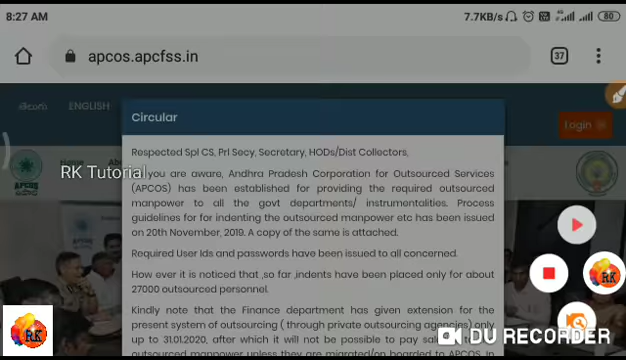 8:27 AM
7.7KB/s
80
apcos.apcfss.in
37
తెలుగు
ENGLISH
Login
Circular
Respected Spl CS, Prl Secy, Secretary, HODs/Dist Collectors,
RK Tutorial
you are aware, Andhra Pradesh Corporation for Outsourced Services
(APCOS) has been established for providing the required outsourced
manpower to all the govt departments/ instrumentalities. Process
guidelines for for indenting the outsourced manpower etc has been issued
on 20th November, 2019. A copy of the same is attached.
Required User Ids and passwords have been issued to all concerned.
How ever it is noticed that ,so far ,indents have been placed only for about
27000 outsourced personnel.
Kindly note that the Finance department has given extension for the
present system of outsourcing ( through private outsourcing agencies) only
up to 31.01.2020, after which it will not be possible to pay
outsourced manpower unless they are migrated/on boarded to APCOS. In
APCOS
RK
RK
DU RECORDER